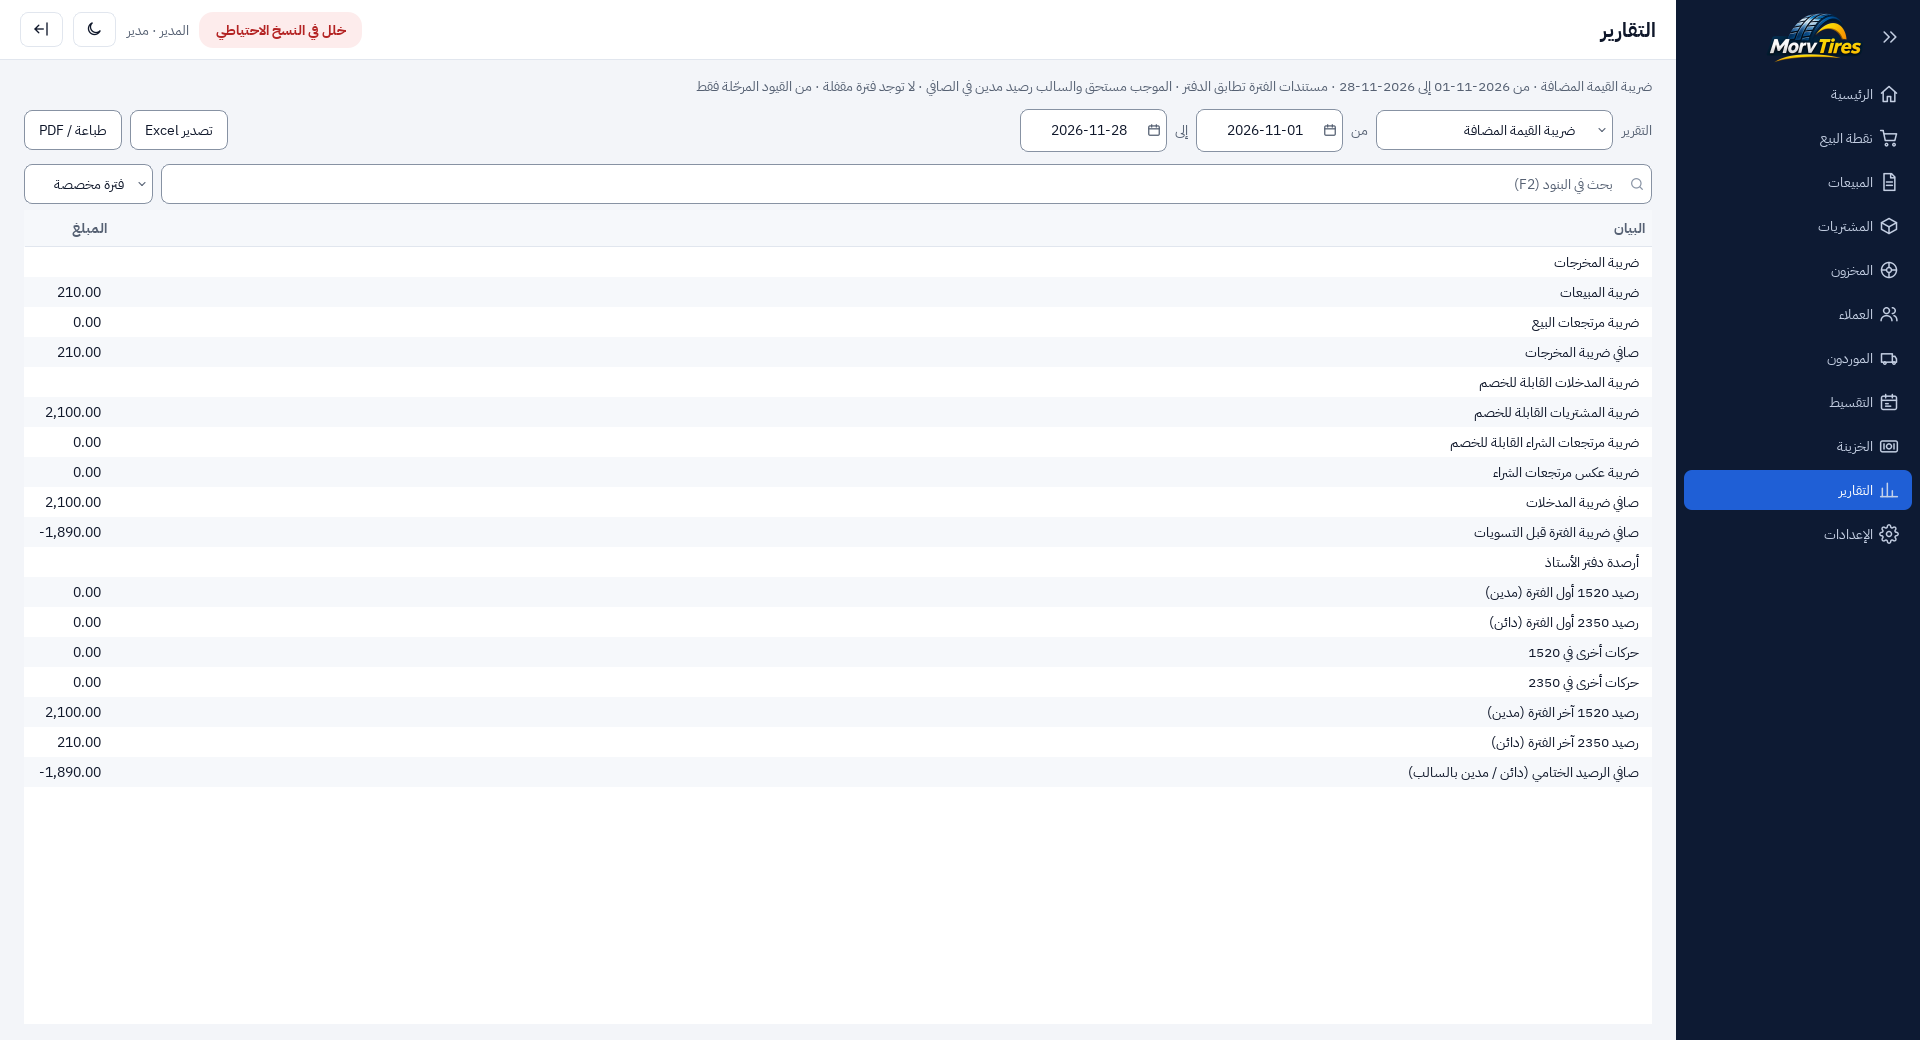 Morv Tires
الرئيسية
نقطة البيع
المبيعات
المشتريات
المخزون
العملاء
الموردون
التقسيط
الخزينة
التقارير
الإعدادات
التقارير
خلل في النسخ الاحتياطي
المدير · مدير
ضريبة القيمة المضافة · من 2026-11-01 إلى 2026-11-28 · مستندات الفترة تطابق الدفتر · الموجب مستحق والسالب رصيد مدين في الصافي · لا توجد فترة مقفلة · من القيود المرحّلة فقط
التقرير ضريبة القيمة المضافة من 2026-11-01 إلى 2026-11-28 تصدير Excel طباعة / PDF
بحث في البنود (F2) فترة مخصصة
البيان المبلغ
ضريبة المخرجات
ضريبة المبيعات 210.00
ضريبة مرتجعات البيع 0.00
صافي ضريبة المخرجات 210.00
ضريبة المدخلات القابلة للخصم
ضريبة المشتريات القابلة للخصم 2,100.00
ضريبة مرتجعات الشراء القابلة للخصم 0.00
ضريبة عكس مرتجعات الشراء 0.00
صافي ضريبة المدخلات 2,100.00
صافي ضريبة الفترة قبل التسويات -1,890.00
أرصدة دفتر الأستاذ
رصيد 1520 أول الفترة (مدين) 0.00
رصيد 2350 أول الفترة (دائن) 0.00
حركات أخرى في 1520 0.00
حركات أخرى في 2350 0.00
رصيد 1520 آخر الفترة (مدين) 2,100.00
رصيد 2350 آخر الفترة (دائن) 210.00
صافي الرصيد الختامي (دائن / مدين بالسالب) -1,890.00